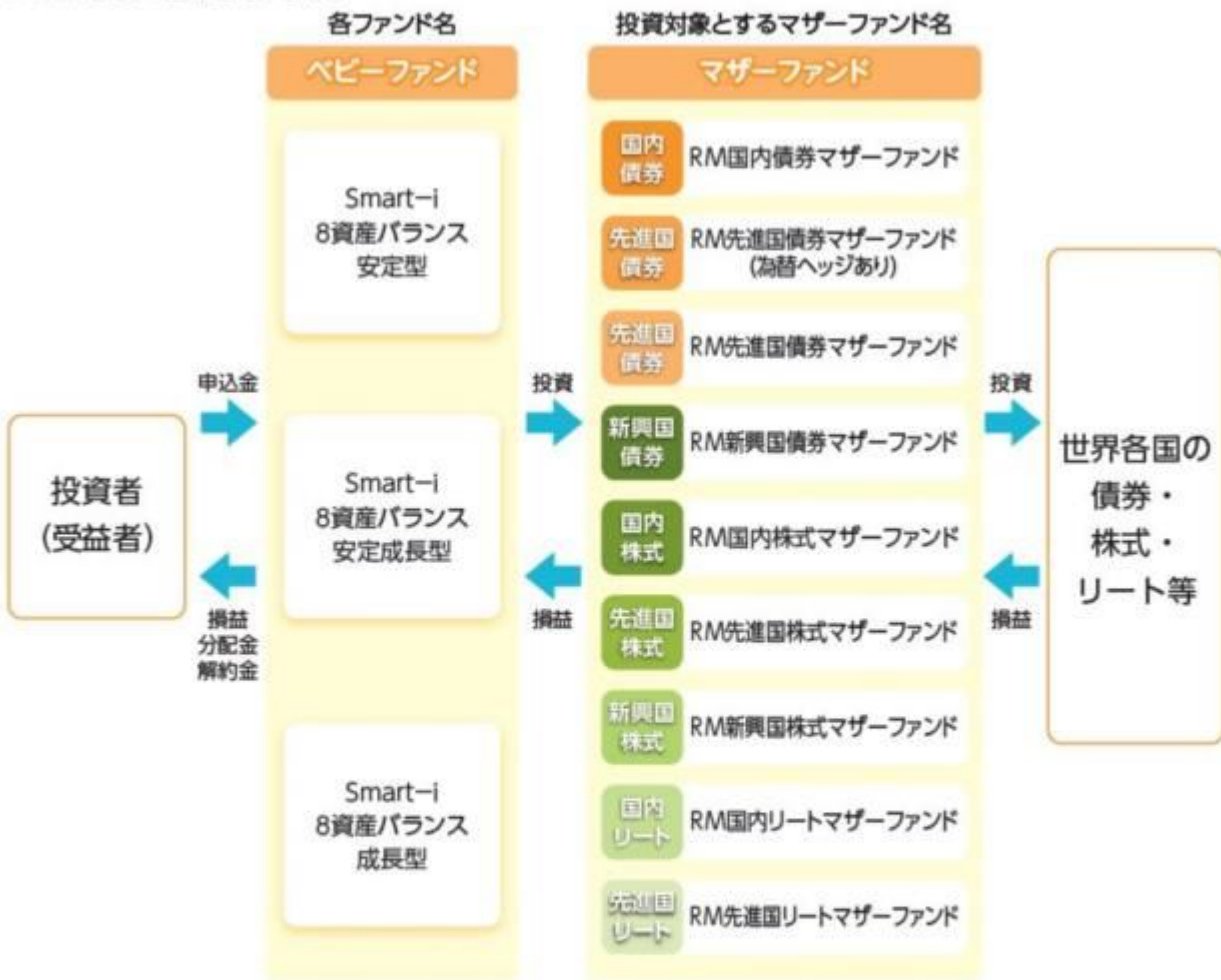 各ファンド名
投資対象とするマザーファンド名
ベビーファンド
マザーファンド
Smart－i
8資産バランス
安定型
Smart－i
8資産バランス
安定成長型
Smart－i
8資産バランス
成長型
国内
債券
RM国内債券マザーファンド
先進国
債券
RM先進国債券マザーファンド
(為替ヘッジあり)
先進国
債券
RM先進国債券マザーファンド
新興国
債券
RM新興国債券マザーファンド
国内
株式
RM国内株式マザーファンド
先進国
株式
RM先進国株式マザーファンド
新興国
株式
RM新興国株式マザーファンド
国内
リート
RM国内リートマザーファンド
先進国
リート
RM先進国リートマザーファンド
投資者
(受益者)
申込金
損益
分配金
解約金
投資
損益
投資
損益
世界各国の
債券・
株式・
リート等